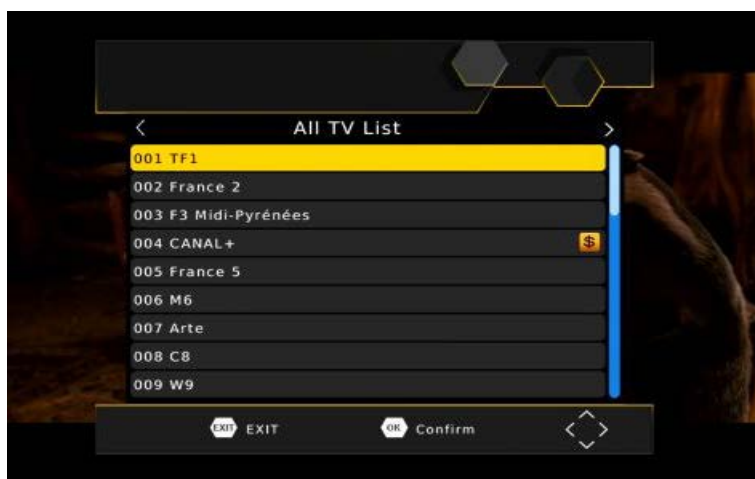 All TV List
001 TF1
002 France 2
003 F3 Midi-Pyrénées
004 CANAL+ $
005 France 5
006 M6
007 Arte
008 C8
009 W9
EXIT EXIT OK Confirm